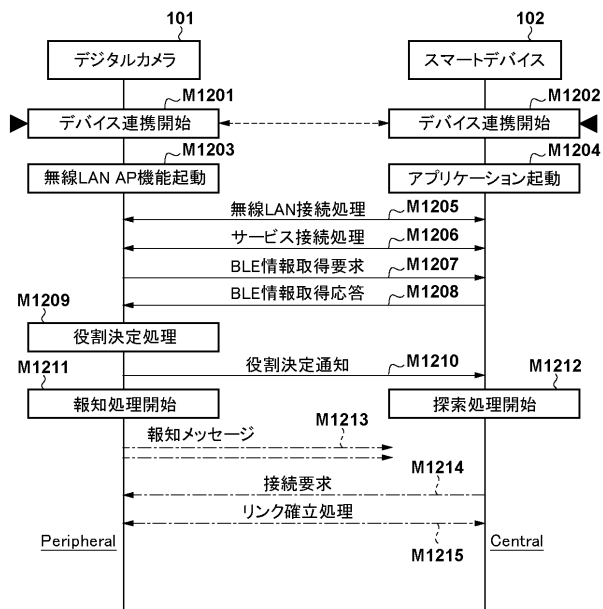 101
102
デジタルカメラ
スマートデバイス
M1201
M1202
デバイス連携開始
デバイス連携開始
M1203
M1204
無線LAN AP機能起動
アプリケーション起動
無線LAN接続処理
M1205
サービス接続処理
M1206
BLE情報取得要求
M1207
BLE情報取得応答
M1208
M1209
役割決定処理
役割決定通知
M1210
M1211
M1212
報知処理開始
探索処理開始
報知メッセージ
M1213
接続要求
M1214
リンク確立処理
Peripheral
Central
M1215